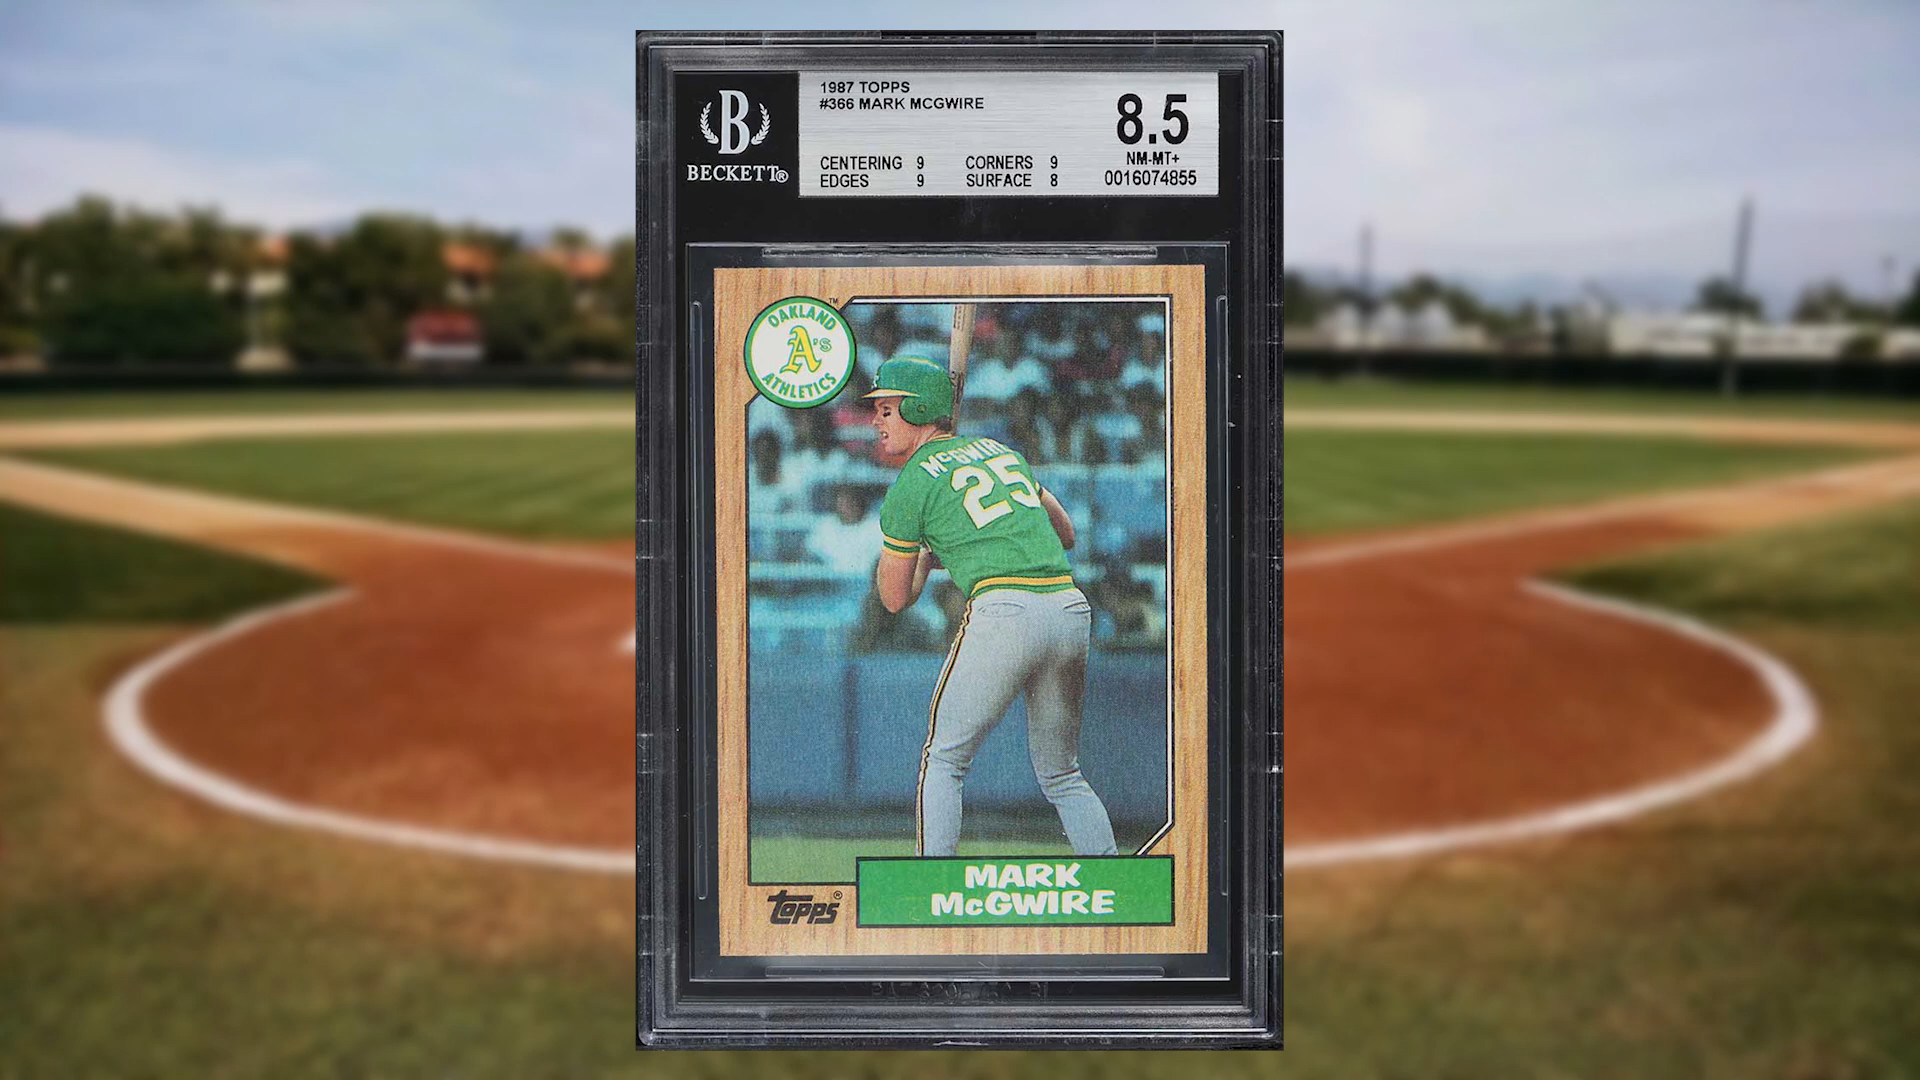 1987 TOPPS
#366 MARK MCGWIRE
8.5
NM-MT+
0016074855
CENTERING 9 CORNERS 9
EDGES 9 SURFACE 8
B
BECKETT®
OAKLAND
A's
ATHLETICS
TM
McGWIRE
25
MARK
McGWIRE
topps®